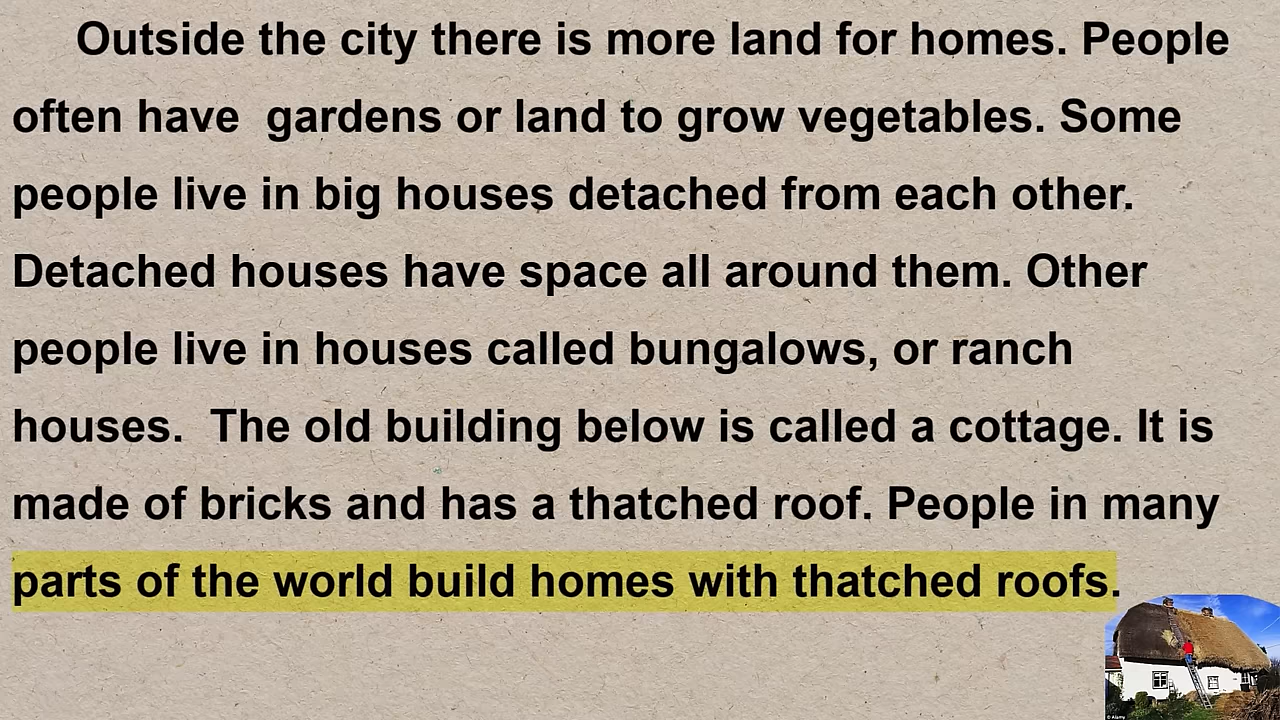 Outside the city there is more land for homes. People
often have  gardens or land to grow vegetables. Some
people live in big houses detached from each other.
Detached houses have space all around them. Other
people live in houses called bungalows, or ranch
houses.  The old building below is called a cottage. It is
made of bricks and has a thatched roof. People in many
parts of the world build homes with thatched roofs.
© Alamy